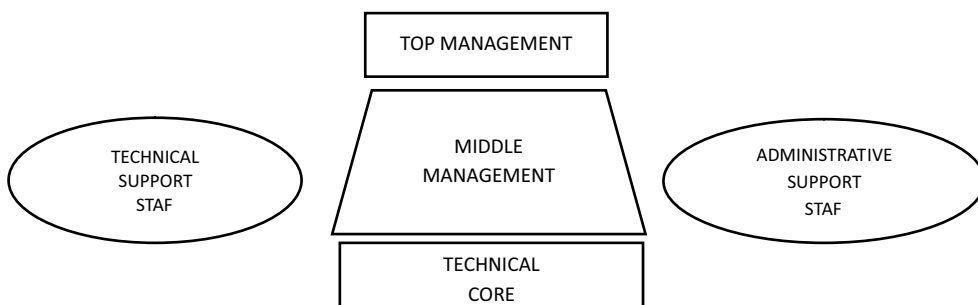 TOP MANAGEMENT
MIDDLE
MANAGEMENT
TECHNICAL
SUPPORT
STAF
ADMINISTRATIVE
SUPPORT
STAF
TECHNICAL
CORE